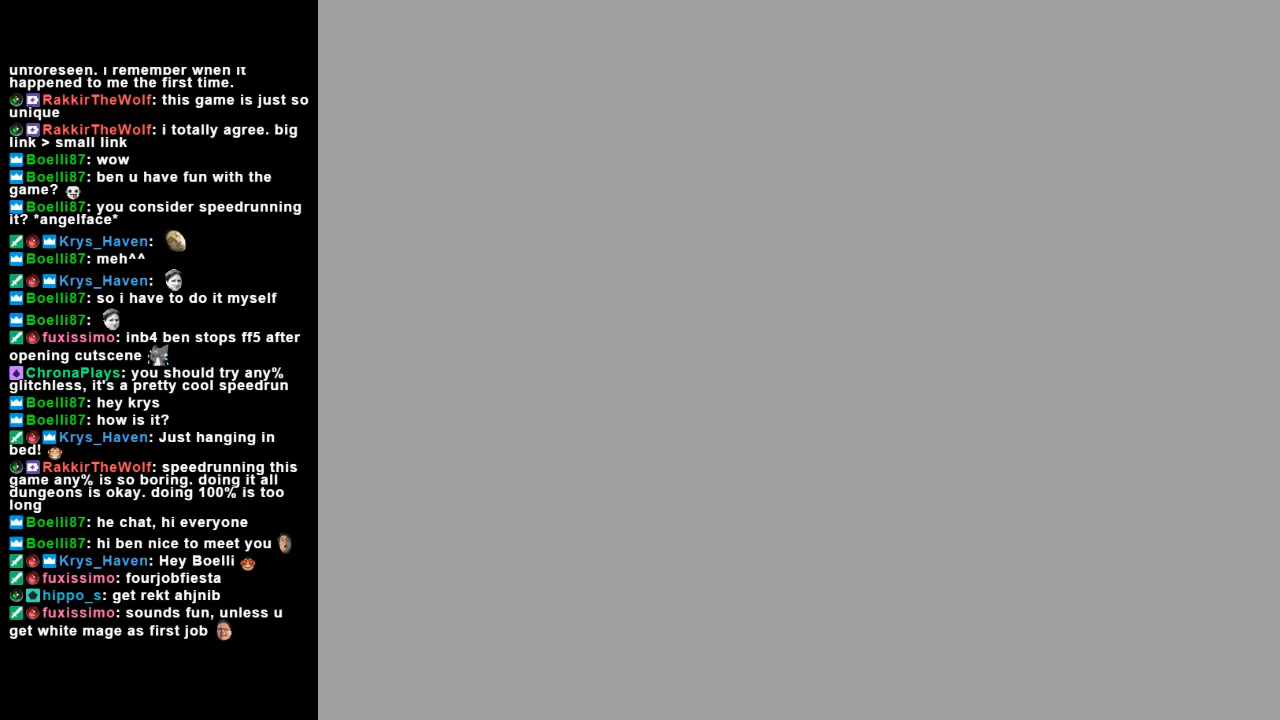 unforeseen. i remember when it
happened to me the first time.
RakkirTheWolf: this game is just so
unique
RakkirTheWolf: i totally agree. big
link > small link
Boelli87: wow
Boelli87: ben u have fun with the
game?
Boelli87: you consider speedrunning
it? *angelface*
Krys_Haven:
Boelli87: meh^^
Krys_Haven:
Boelli87: so i have to do it myself
Boelli87:
fuxissimo: inb4 ben stops ff5 after
opening cutscene
ChronaPlays: you should try any%
glitchless, it's a pretty cool speedrun
Boelli87: hey krys
Boelli87: how is it?
Krys_Haven: Just hanging in
bed!
RakkirTheWolf: speedrunning this
game any% is so boring. doing it all
dungeons is okay. doing 100% is too
long
Boelli87: he chat, hi everyone
Boelli87: hi ben nice to meet you
Krys_Haven: Hey Boelli
fuxissimo: fourjobfiesta
hippo_s: get rekt ahjnib
fuxissimo: sounds fun, unless u
get white mage as first job